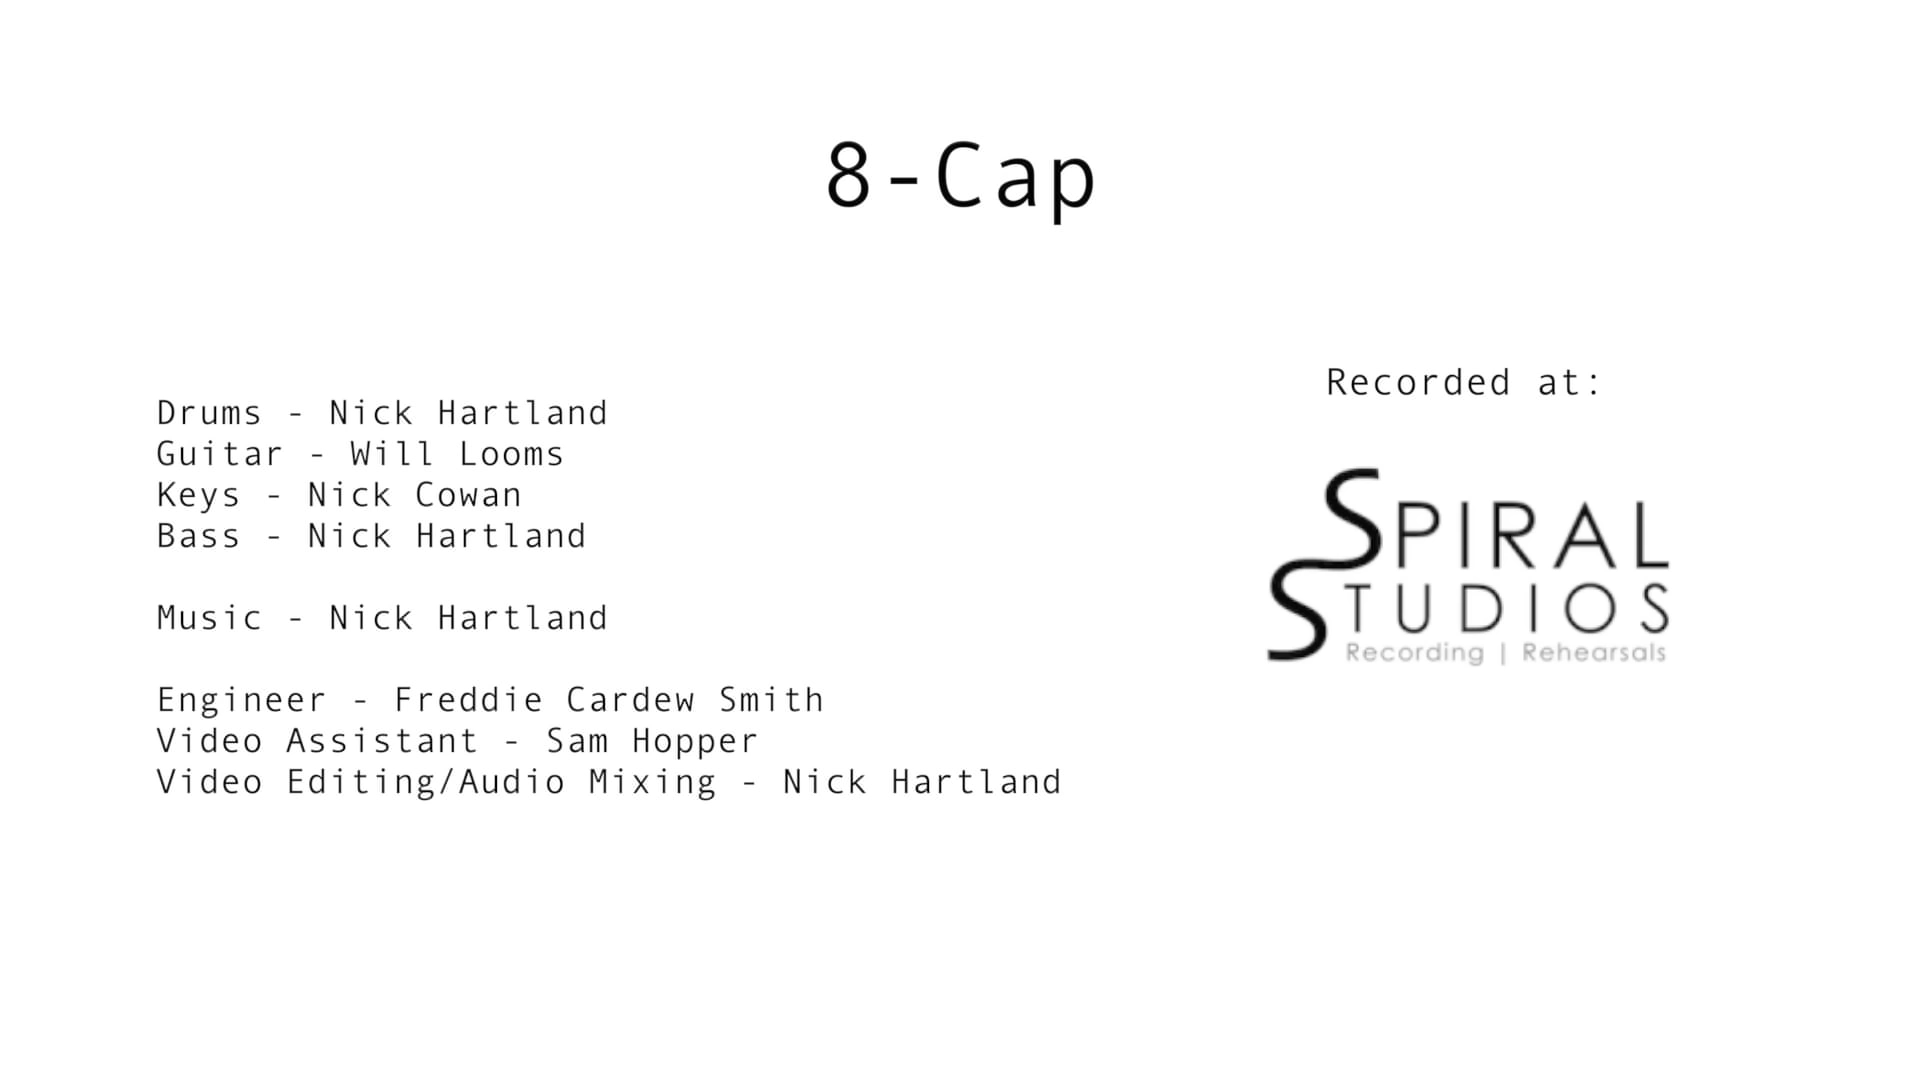 8-Cap
Drums - Nick Hartland
Guitar - Will Looms
Keys - Nick Cowan
Bass - Nick Hartland
Music - Nick Hartland
Engineer - Freddie Cardew Smith
Video Assistant - Sam Hopper
Video Editing/Audio Mixing - Nick Hartland
Recorded at:
SPIRAL
STUDIOS
Recording | Rehearsals